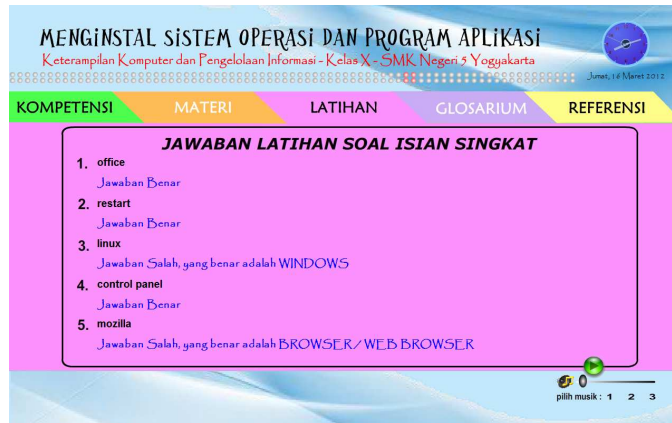 MENGINSTAL SISTEM OPERASI DAN PROGRAM APLIKASI
Keterampilan Komputer dan Pengelolaan Informasi - Kelas X - SMK Negeri 5 Yogyakarta
Jumat, 16 Maret 2012
KOMPETENSI MATERI LATIHAN GLOSARIUM REFERENSI
JAWABAN LATIHAN SOAL ISIAN SINGKAT
1. office
Jawaban Benar
2. restart
Jawaban Benar
3. linux
Jawaban Salah, yang benar adalah WINDOWS
4. control panel
Jawaban Benar
5. mozilla
Jawaban Salah, yang benar adalah BROWSER / WEB BROWSER
pilih musik : 1 2 3